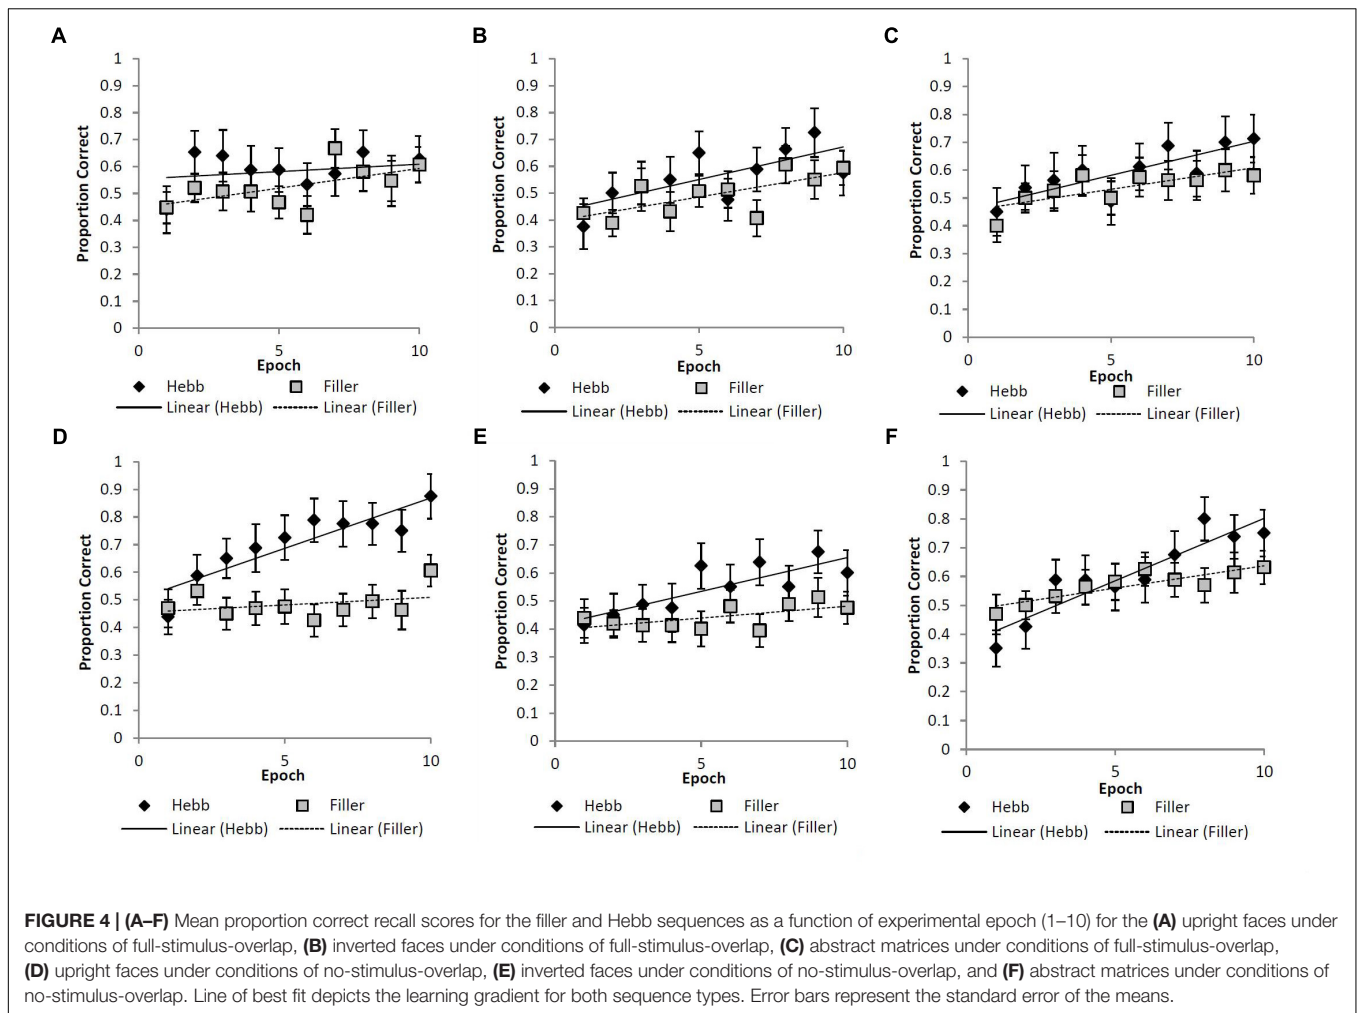 A
B
C
1
0.9
0.8
0.7
0.6
0.5
0.4
0.3
0.2
0.1
0
Proportion Correct
0 5 10
Epoch
Hebb Filler
Linear (Hebb) Linear (Filler)
1
0.9
0.8
0.7
0.6
0.5
0.4
0.3
0.2
0.1
0
Proportion Correct
0 5 10
Epoch
Hebb Filler
Linear (Hebb) Linear (Filler)
1
0.9
0.8
0.7
0.6
0.5
0.4
0.3
0.2
0.1
0
Proportion Correct
0 5 10
Epoch
Hebb Filler
Linear (Hebb) Linear (Filler)
D
E
F
1
0.9
0.8
0.7
0.6
0.5
0.4
0.3
0.2
0.1
0
Proportion Correct
0 5 10
Epoch
Hebb Filler
Linear (Hebb) Linear (Filler)
1
0.9
0.8
0.7
0.6
0.5
0.4
0.3
0.2
0.1
0
Proportion Correct
0 5 10
Epoch
Hebb Filler
Linear (Hebb) Linear (Filler)
1
0.9
0.8
0.7
0.6
0.5
0.4
0.3
0.2
0.1
0
Proportion Correct
0 5 10
Epoch
Hebb Filler
Linear (Hebb) Linear (Filler)
FIGURE 4 | (A–F) Mean proportion correct recall scores for the filler and Hebb sequences as a function of experimental epoch (1–10) for the (A) upright faces under
conditions of full-stimulus-overlap, (B) inverted faces under conditions of full-stimulus-overlap, (C) abstract matrices under conditions of full-stimulus-overlap,
(D) upright faces under conditions of no-stimulus-overlap, (E) inverted faces under conditions of no-stimulus-overlap, and (F) abstract matrices under conditions of
no-stimulus-overlap. Line of best fit depicts the learning gradient for both sequence types. Error bars represent the standard error of the means.